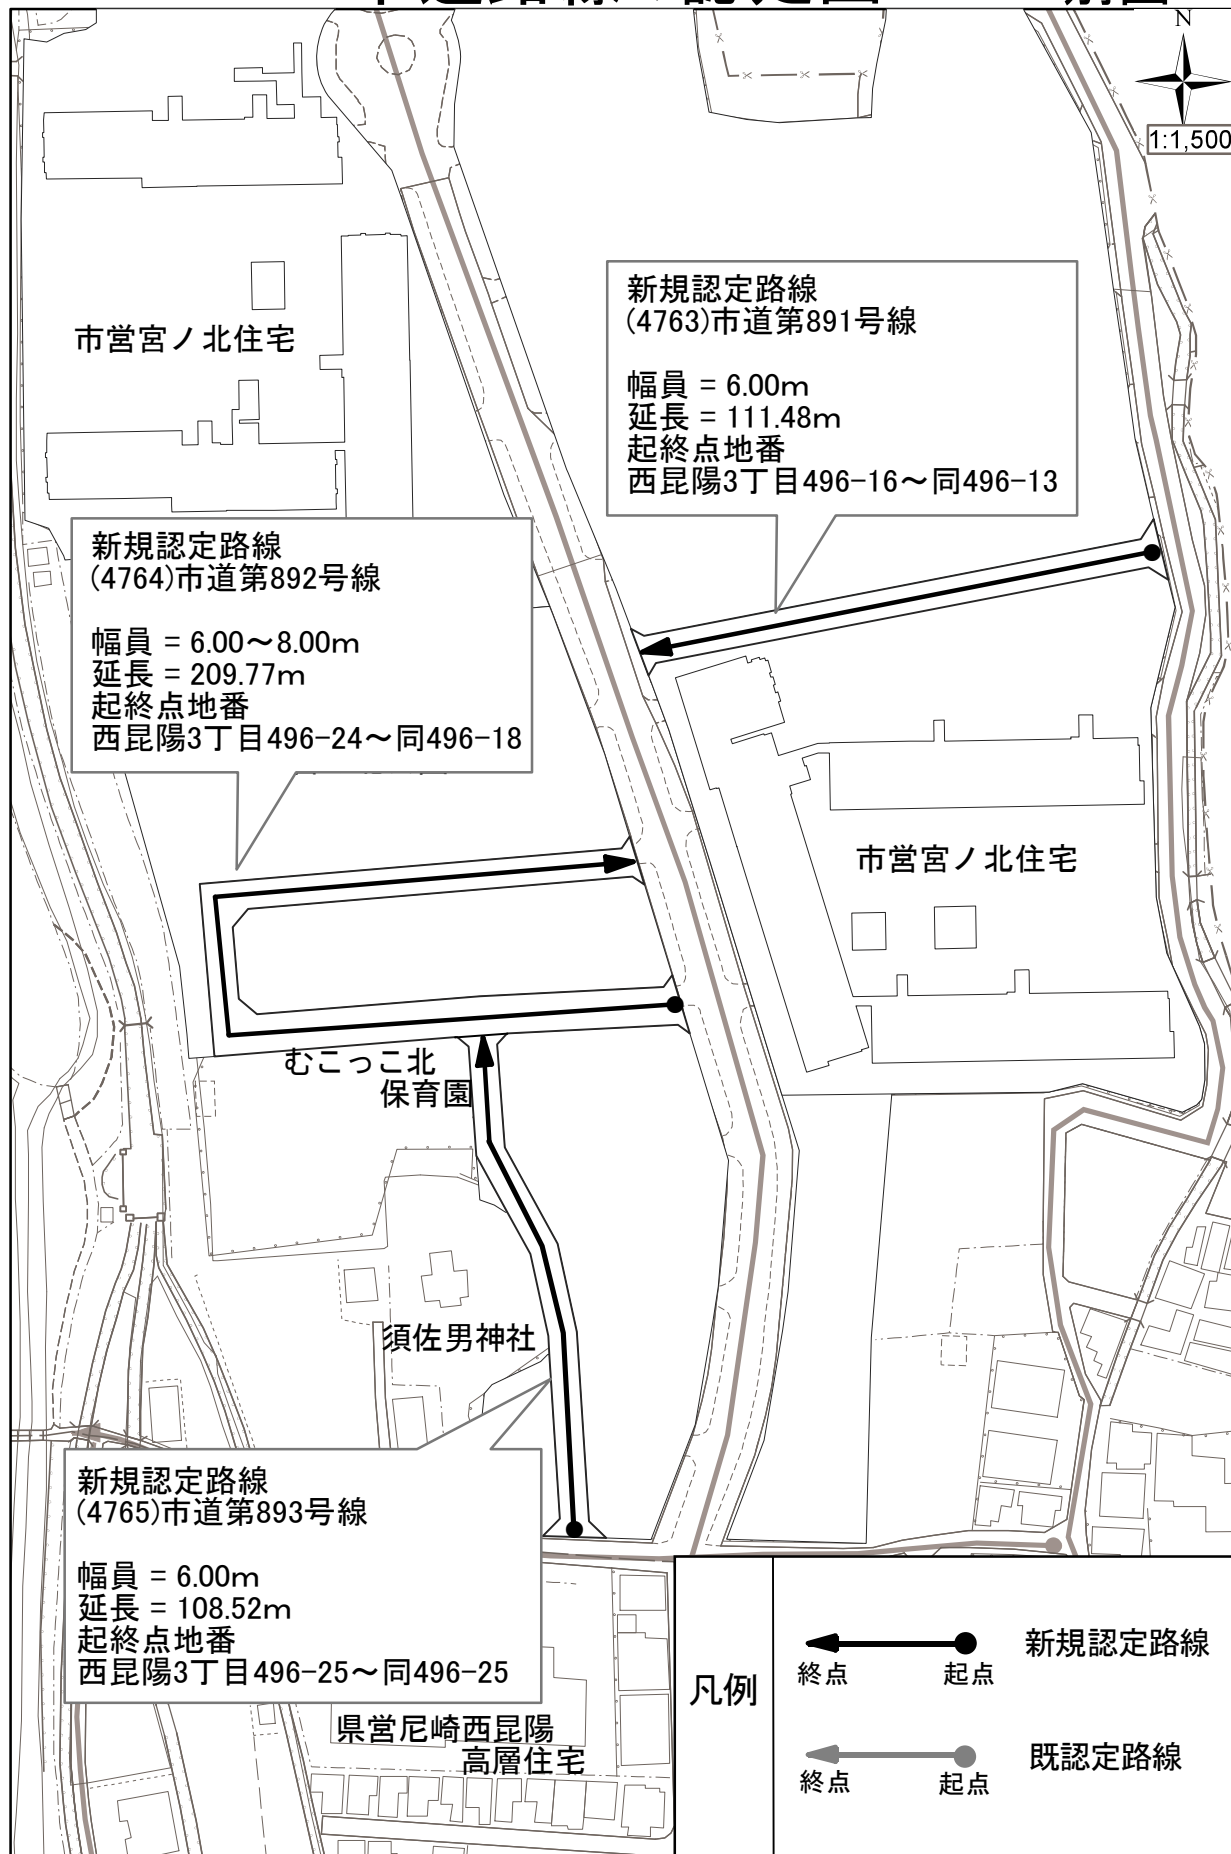 N
1:1,500
新規認定路線
(4763)市道第891号線
幅員 = 6.00m
延長 = 111.48m
起終点地番
西昆陽3丁目496-16～同496-13
市営宮ノ北住宅
新規認定路線
(4764)市道第892号線
幅員 = 6.00～8.00m
延長 = 209.77m
起終点地番
西昆陽3丁目496-24～同496-18
市営宮ノ北住宅
むこっこ北
保育園
須佐男神社
新規認定路線
(4765)市道第893号線
幅員 = 6.00m
延長 = 108.52m
起終点地番
西昆陽3丁目496-25～同496-25
県営尼崎西昆陽
高層住宅
凡例
新規認定路線
終点 起点
既認定路線
終点 起点